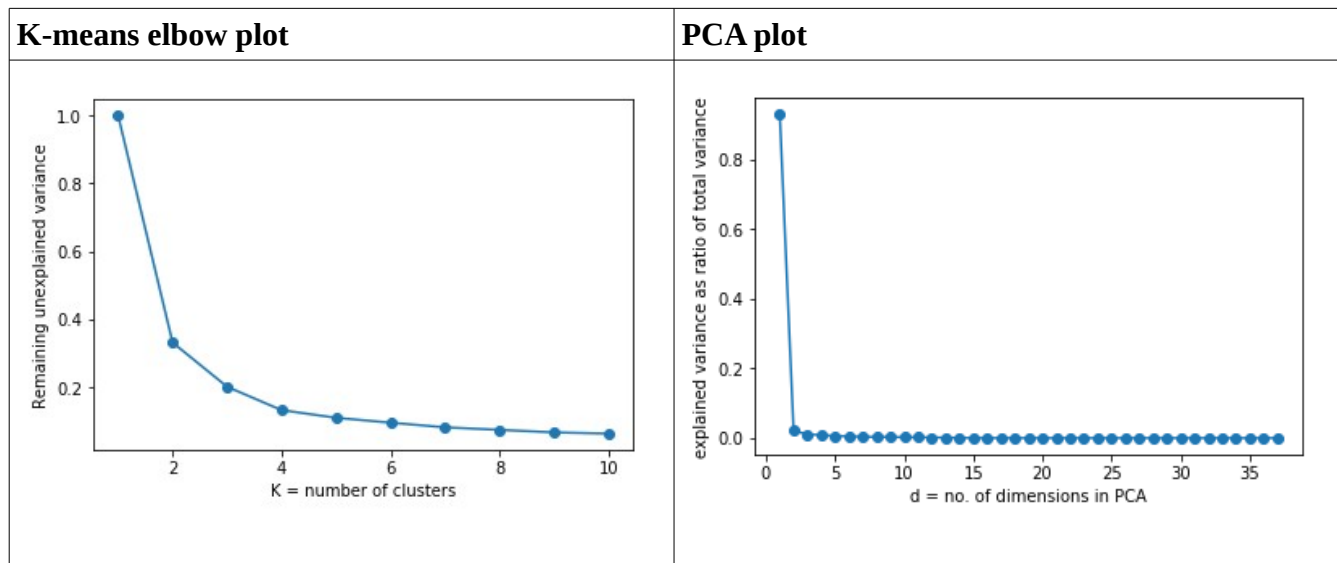 K-means elbow plot
PCA plot
Remaining unexplained variance
1.0
0.8
0.6
0.4
0.2
2 4 6 8 10
K = number of clusters
explained variance as ratio of total variance
0.8
0.6
0.4
0.2
0.0
0 5 10 15 20 25 30 35
d = no. of dimensions in PCA